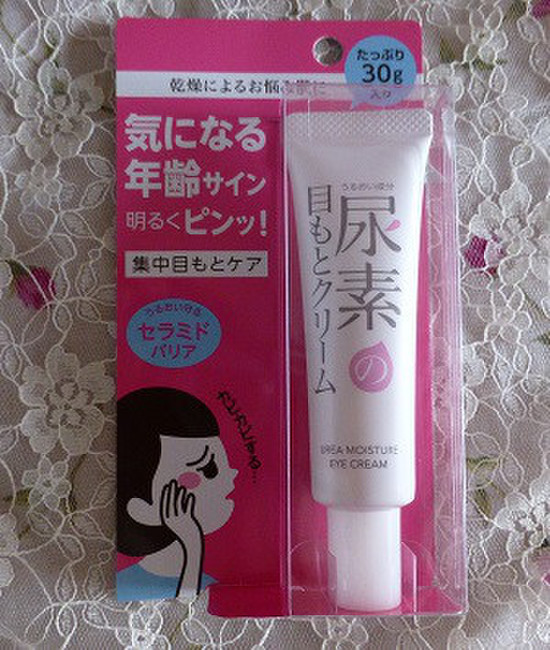 たっぷり
30g
入り
乾燥によるお悩み肌に
気になる
年齢サイン
明るくピンッ!
集中目もとケア
うるおい守る
セラミド
バリア
うるおい成分
尿素の
目もとクリーム
UREA MOISTURE
EYE CREAM